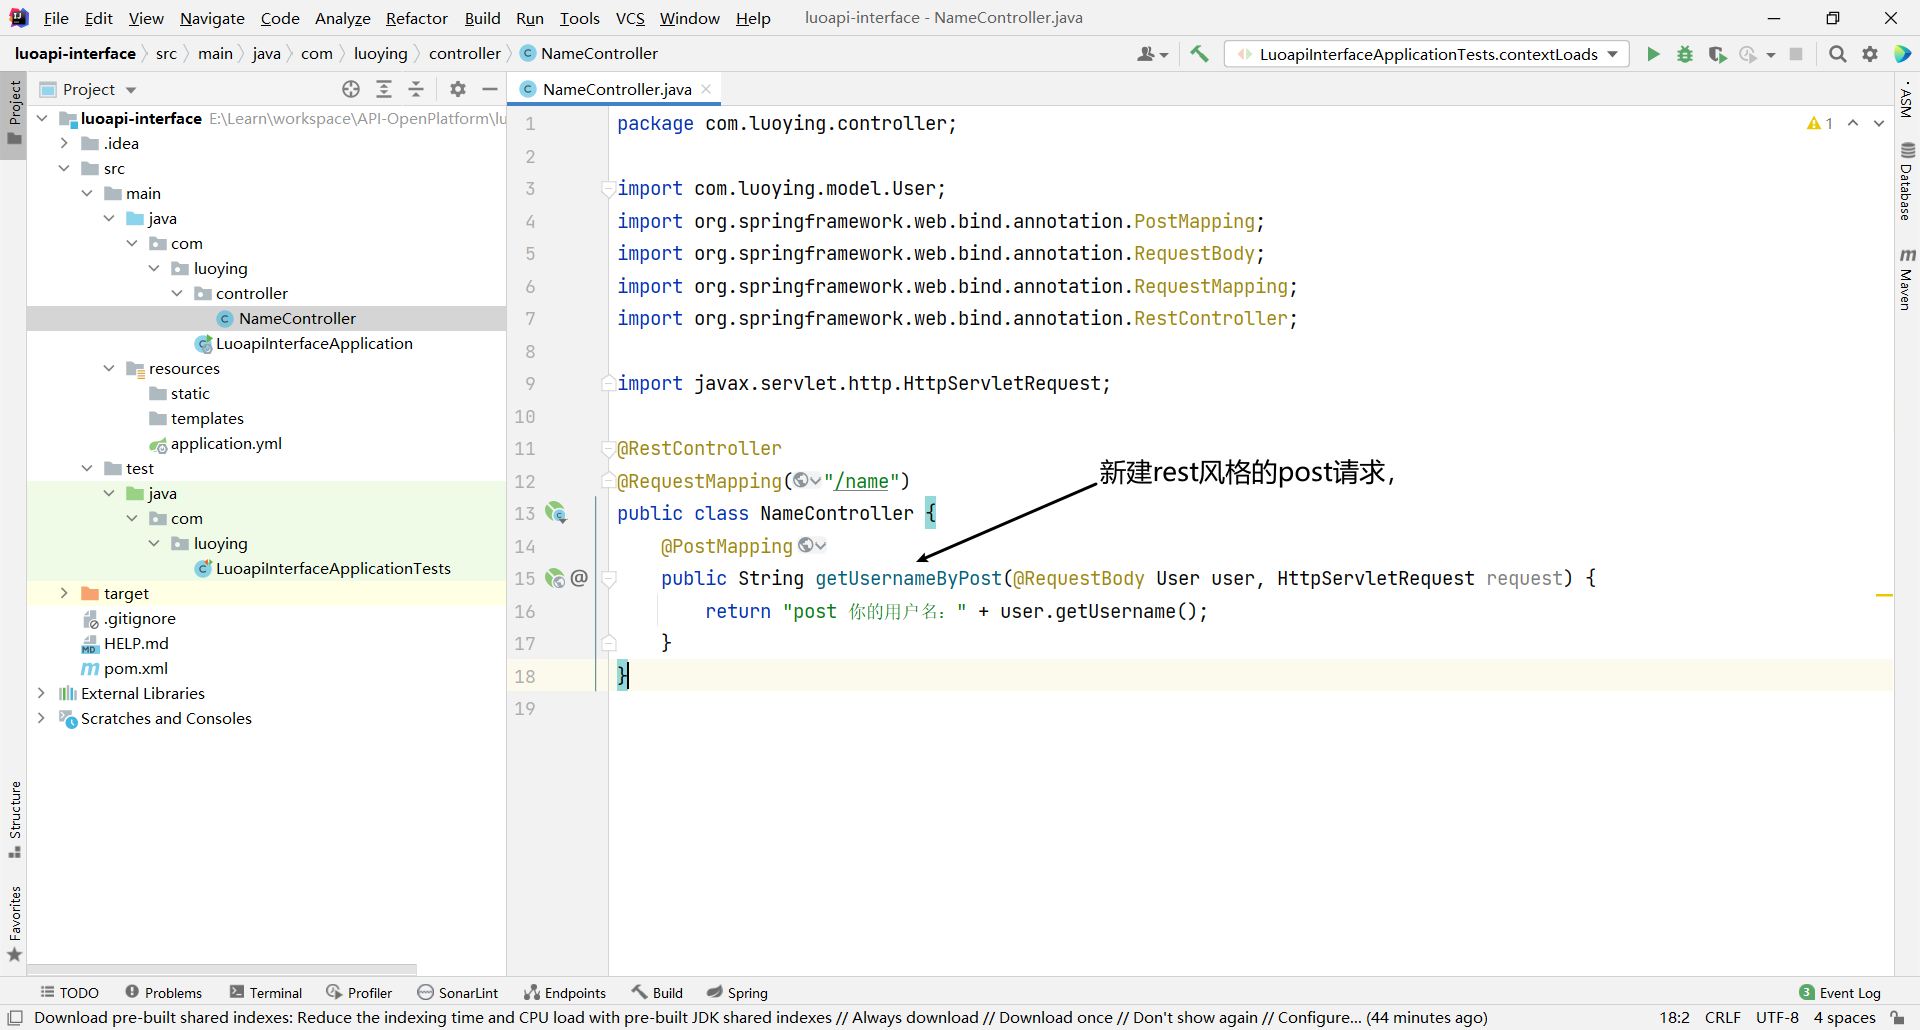 File Edit View Navigate Code Analyze Refactor Build Run Tools VCS Window Help luoapi-interface - NameController.java
luoapi-interface src main java com luoying controller NameController LuoapiInterfaceApplicationTests.contextLoads
Project
Project
NameController.java
luoapi-interface E:\Learn\workspace\API-OpenPlatform\lu
.idea
src
main
java
com
luoying
controller
NameController
LuoapiInterfaceApplication
resources
static
templates
application.yml
test
java
com
luoying
LuoapiInterfaceApplicationTests
target
.gitignore
HELP.md
pom.xml
External Libraries
Scratches and Consoles
Structure
Favorites
1 package com.luoying.controller;
2
3 import com.luoying.model.User;
4 import org.springframework.web.bind.annotation.PostMapping;
5 import org.springframework.web.bind.annotation.RequestBody;
6 import org.springframework.web.bind.annotation.RequestMapping;
7 import org.springframework.web.bind.annotation.RestController;
8
9 import javax.servlet.http.HttpServletRequest;
10
11 @RestController
12 @RequestMapping("/name")
13 public class NameController {
14 @PostMapping
15 public String getUsernameByPost(@RequestBody User user, HttpServletRequest request) {
16 return "post 你的用户名：" + user.getUsername();
17 }
18 }
19
新建rest风格的post请求，
1
ASM
Database
Maven
TODO Problems Terminal Profiler SonarLint Endpoints Build Spring 3 Event Log
Download pre-built shared indexes: Reduce the indexing time and CPU load with pre-built JDK shared indexes // Always download // Download once // Don't show again // Configure... (44 minutes ago) 18:2 CRLF UTF-8 4 spaces